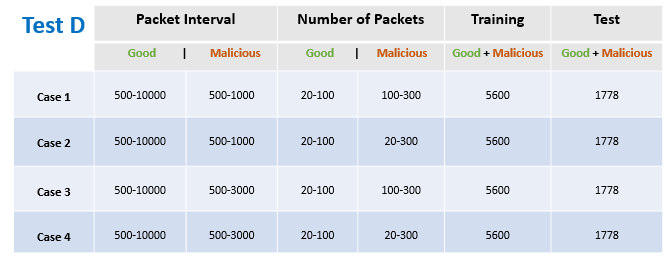 Test D Packet Interval Number of Packets Training Test
Good | Malicious Good | Malicious Good + Malicious Good + Malicious
Case 1 500-10000 500-1000 20-100 100-300 5600 1778
Case 2 500-10000 500-1000 20-100 20-300 5600 1778
Case 3 500-10000 500-3000 20-100 100-300 5600 1778
Case 4 500-10000 500-3000 20-100 20-300 5600 1778